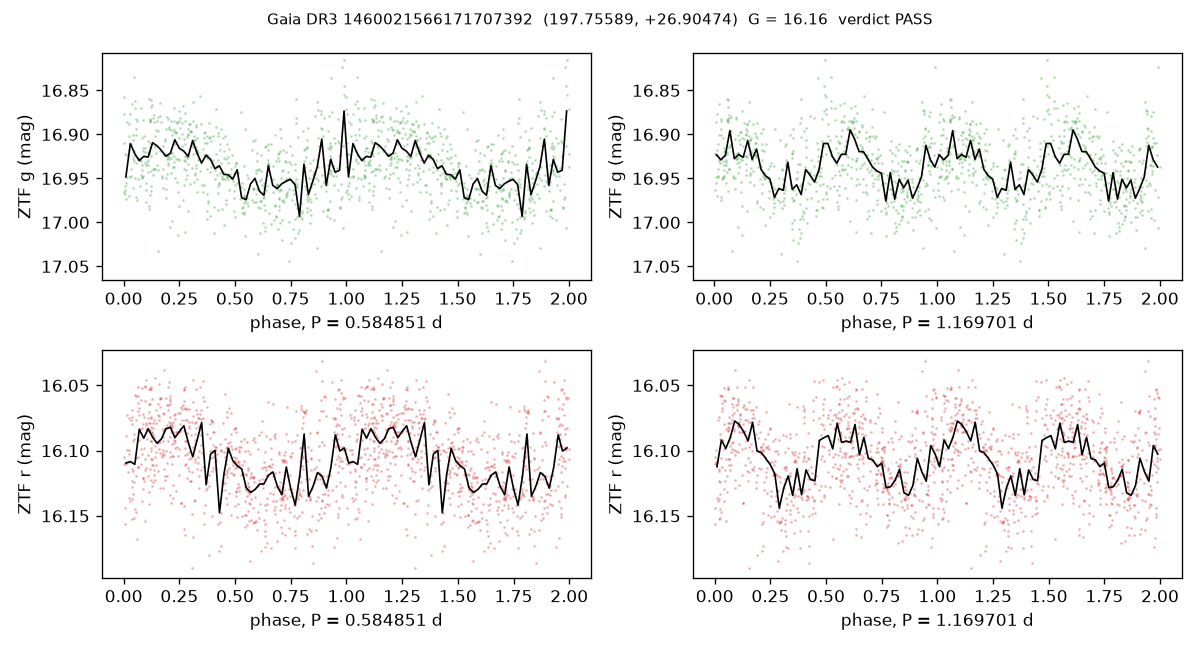 Gaia DR3 1460021566171707392  (197.75589, +26.90474)  G = 16.16  verdict PASS
ZTF g (mag)
16.85
16.90
16.95
17.00
17.05
0.00 0.25 0.50 0.75 1.00 1.25 1.50 1.75 2.00
phase, P = 0.584851 d
ZTF g (mag)
16.85
16.90
16.95
17.00
17.05
0.00 0.25 0.50 0.75 1.00 1.25 1.50 1.75 2.00
phase, P = 1.169701 d
ZTF r (mag)
16.05
16.10
16.15
0.00 0.25 0.50 0.75 1.00 1.25 1.50 1.75 2.00
phase, P = 0.584851 d
ZTF r (mag)
16.05
16.10
16.15
0.00 0.25 0.50 0.75 1.00 1.25 1.50 1.75 2.00
phase, P = 1.169701 d